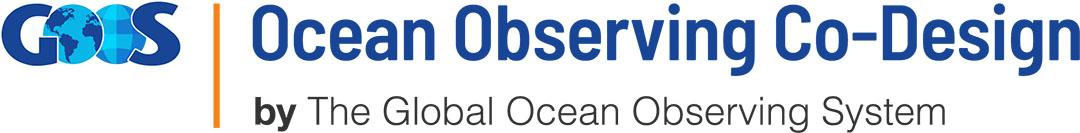 GOOS
Ocean Observing Co-Design
by The Global Ocean Observing System